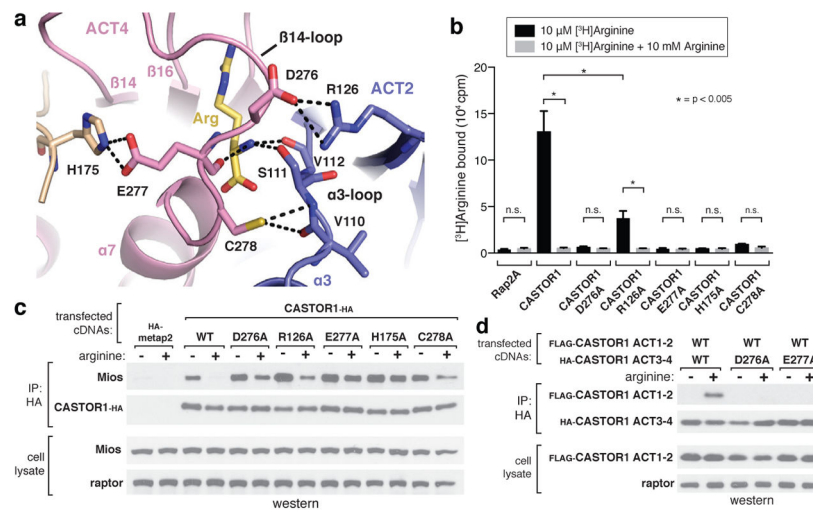 a
ACT4
ß14-loop
ß14
ß16
D276
R126
ACT2
Arg
H175
E277
S111
V112
α3-loop
V110
C278
α7
α3
b
10 µM [³H]Arginine
10 µM [³H]Arginine + 10 mM Arginine
* = p < 0.005
[³H]Arginine bound (10⁴ cpm)
20
15
10
5
0
n.s. * n.s. * * n.s. n.s. n.s.
Rap2A
CASTOR1
CASTOR1 D276A
CASTOR1 R126A
CASTOR1 E277A
CASTOR1 H175A
CASTOR1 C278A
c
transfected cDNAs:
HA-metap2
CASTOR1-HA
WT D276A R126A E277A H175A C278A
arginine: - + - + - + - + - + - + - +
IP: HA
Mios
CASTOR1-HA
cell lysate
Mios
raptor
western
d
transfected cDNAs:
FLAG-CASTOR1 ACT1-2 WT WT WT
HA-CASTOR1 ACT3-4 WT D276A E277A
arginine: - + - + - +
IP: HA
FLAG-CASTOR1 ACT1-2
HA-CASTOR1 ACT3-4
cell lysate
FLAG-CASTOR1 ACT1-2
raptor
western